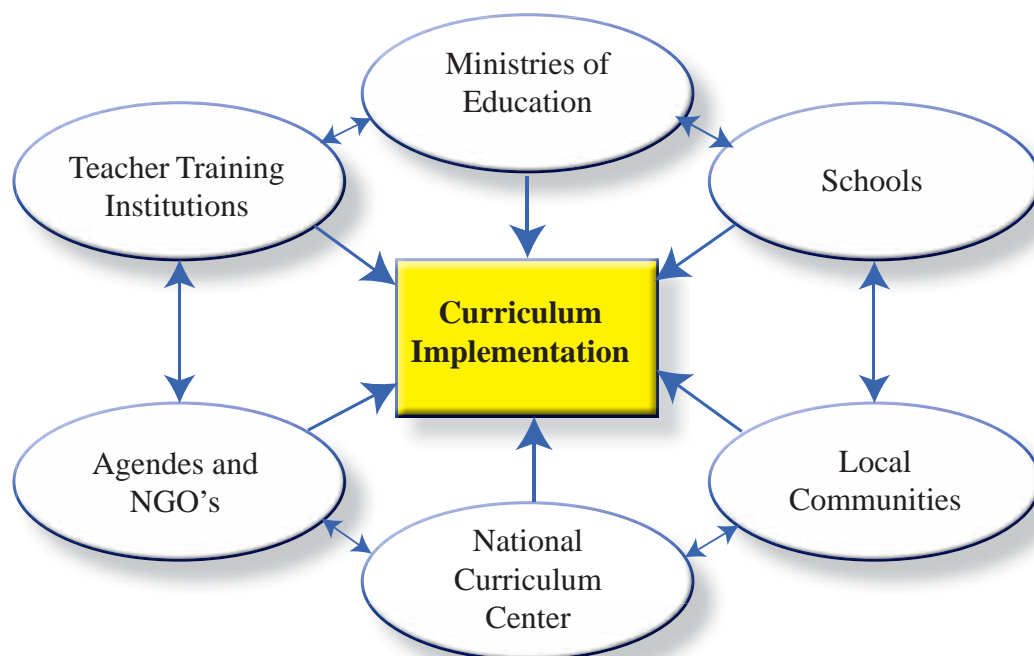 Ministries of
Education
Teacher Training
Institutions
Schools
Curriculum
Implementation
Agendes and
NGO's
Local
Communities
National
Curriculum
Center